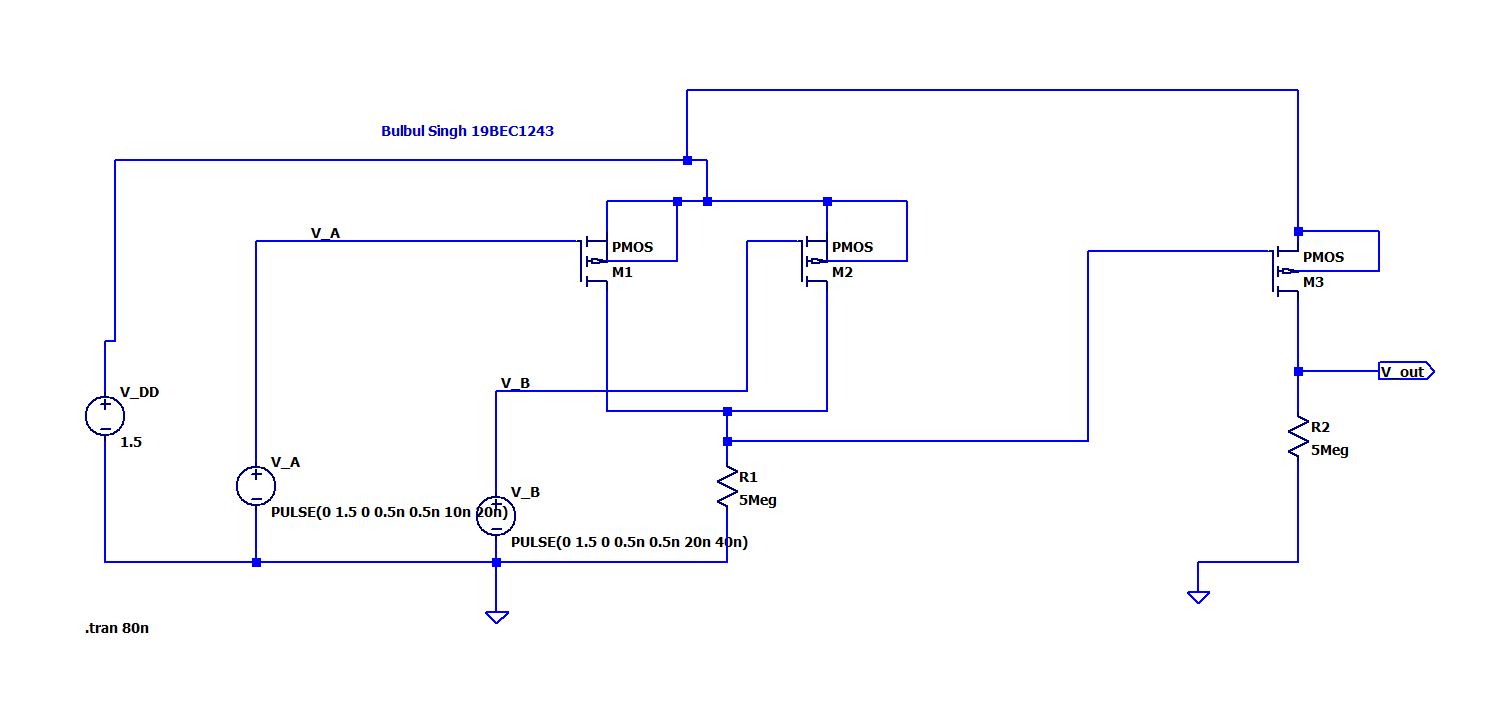 Bulbul Singh 19BEC1243
V_A
PMOS
M1
PMOS
M2
PMOS
M3
V_out
V_DD
1.5
V_B
V_A
PULSE(0 1.5 0 0.5n 0.5n 10n 20n)
V_B
PULSE(0 1.5 0 0.5n 0.5n 20n 40n)
R1
5Meg
R2
5Meg
.tran 80n